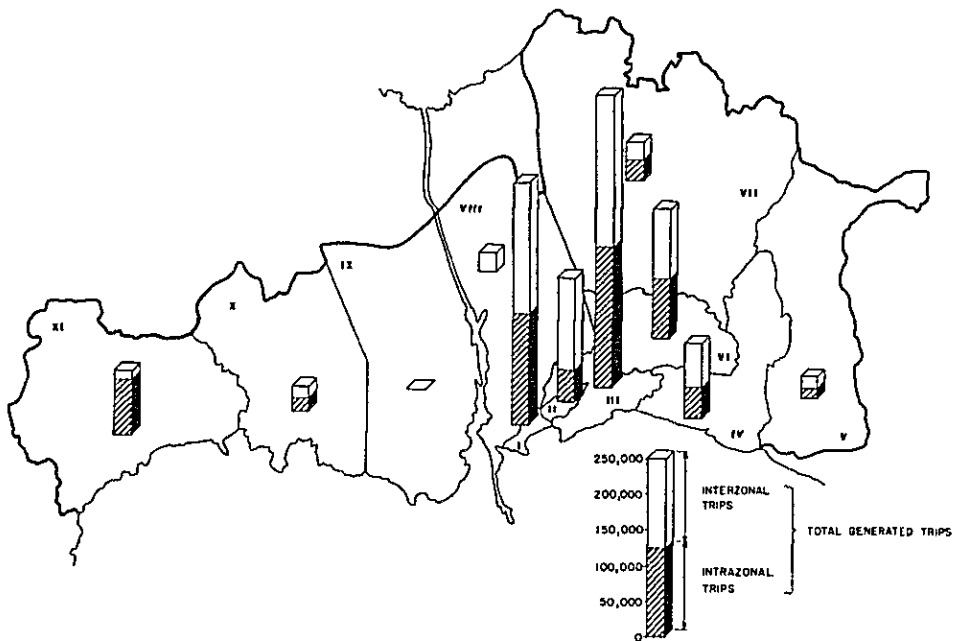 VII
VIII
IX
X
XI
VI
II
III
I
IV
V
250,000
200,000
150,000
100,000
50,000
0
INTERZONAL
TRIPS
INTRAZONAL
TRIPS
TOTAL GENERATED TRIPS